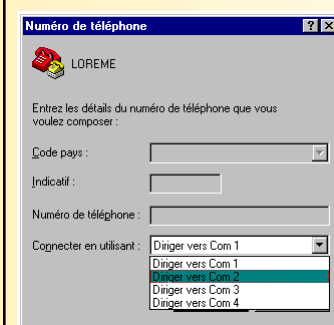 Numéro de téléphone
LOREME
Entrez les détails du numéro de téléphone que vous
voulez composer :
Code pays :
Indicatif :
Numéro de téléphone :
Connecter en utilisant : Diriger vers Com 1
Diriger vers Com 1
Diriger vers Com 2
Diriger vers Com 3
Diriger vers Com 4